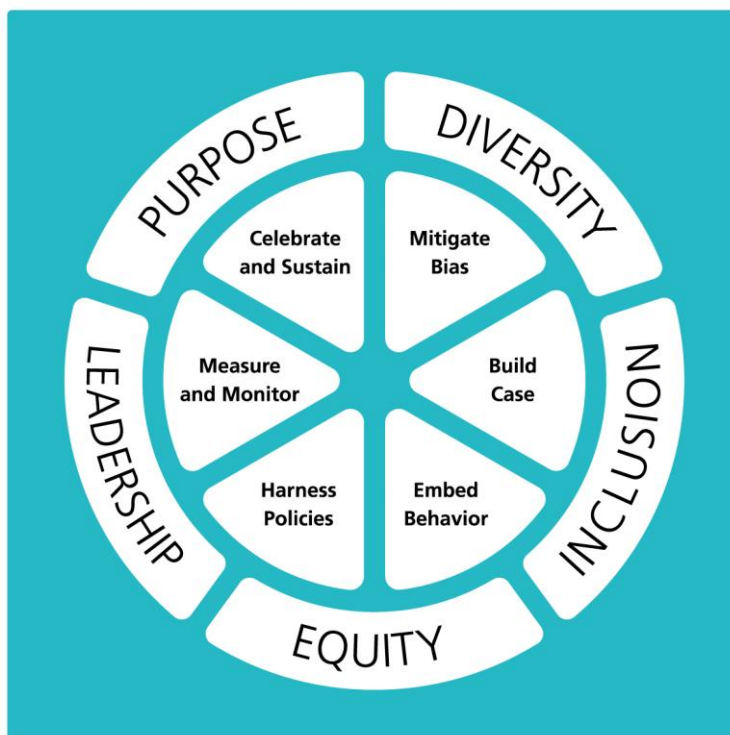 PURPOSE
DIVERSITY
INCLUSION
EQUITY
LEADERSHIP
Celebrate
and Sustain
Mitigate
Bias
Build
Case
Embed
Behavior
Harness
Policies
Measure
and Monitor